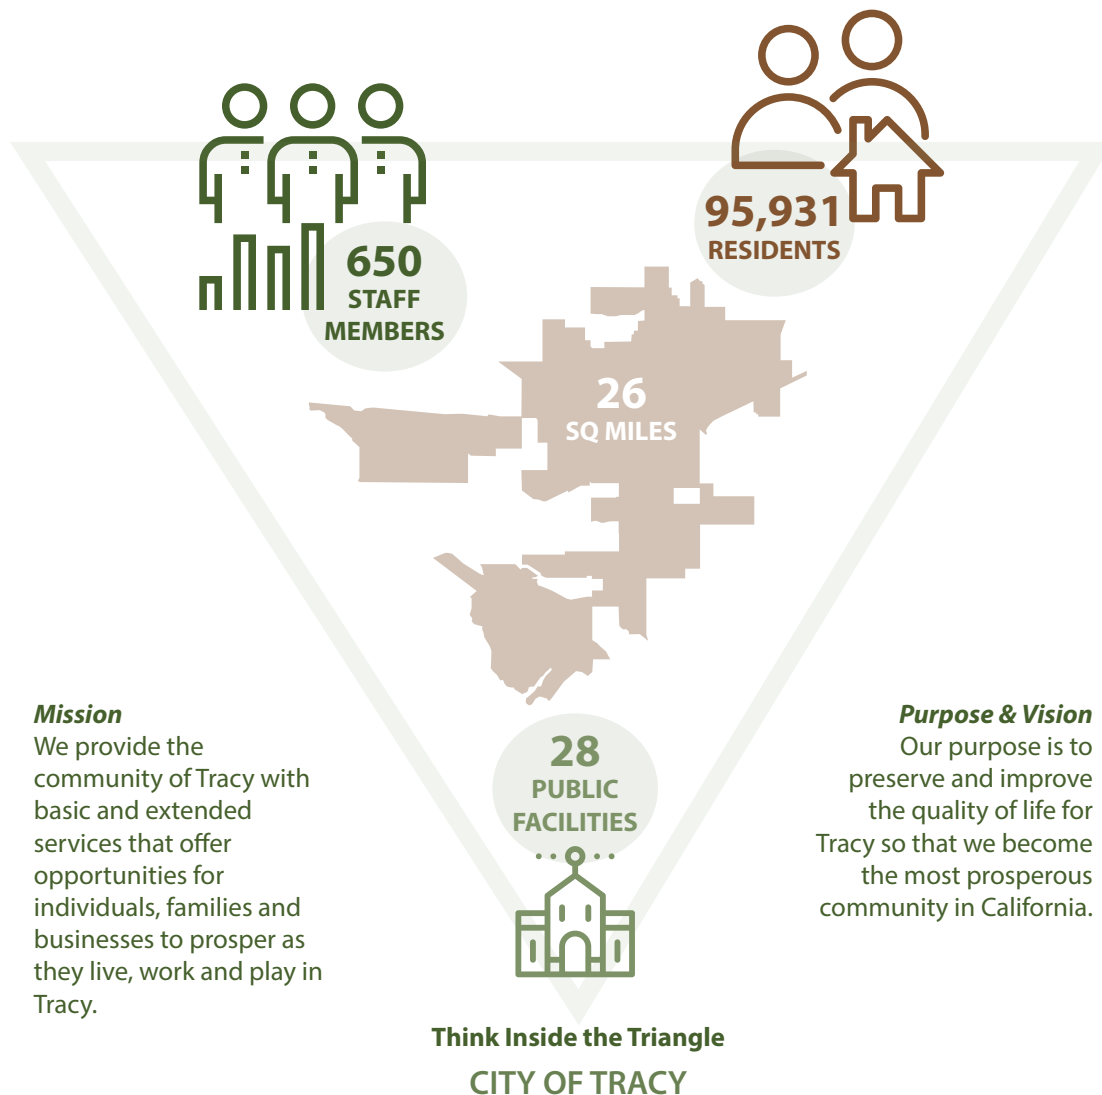 95,931
RESIDENTS
650
STAFF
MEMBERS
26
SQ MILES
Mission
We provide the
community of Tracy with
basic and extended
services that offer
opportunities for
individuals, families and
businesses to prosper as
they live, work and play in
Tracy.
28
PUBLIC
FACILITIES
Purpose & Vision
Our purpose is to
preserve and improve
the quality of life for
Tracy so that we become
the most prosperous
community in California.
Think Inside the Triangle
CITY OF TRACY